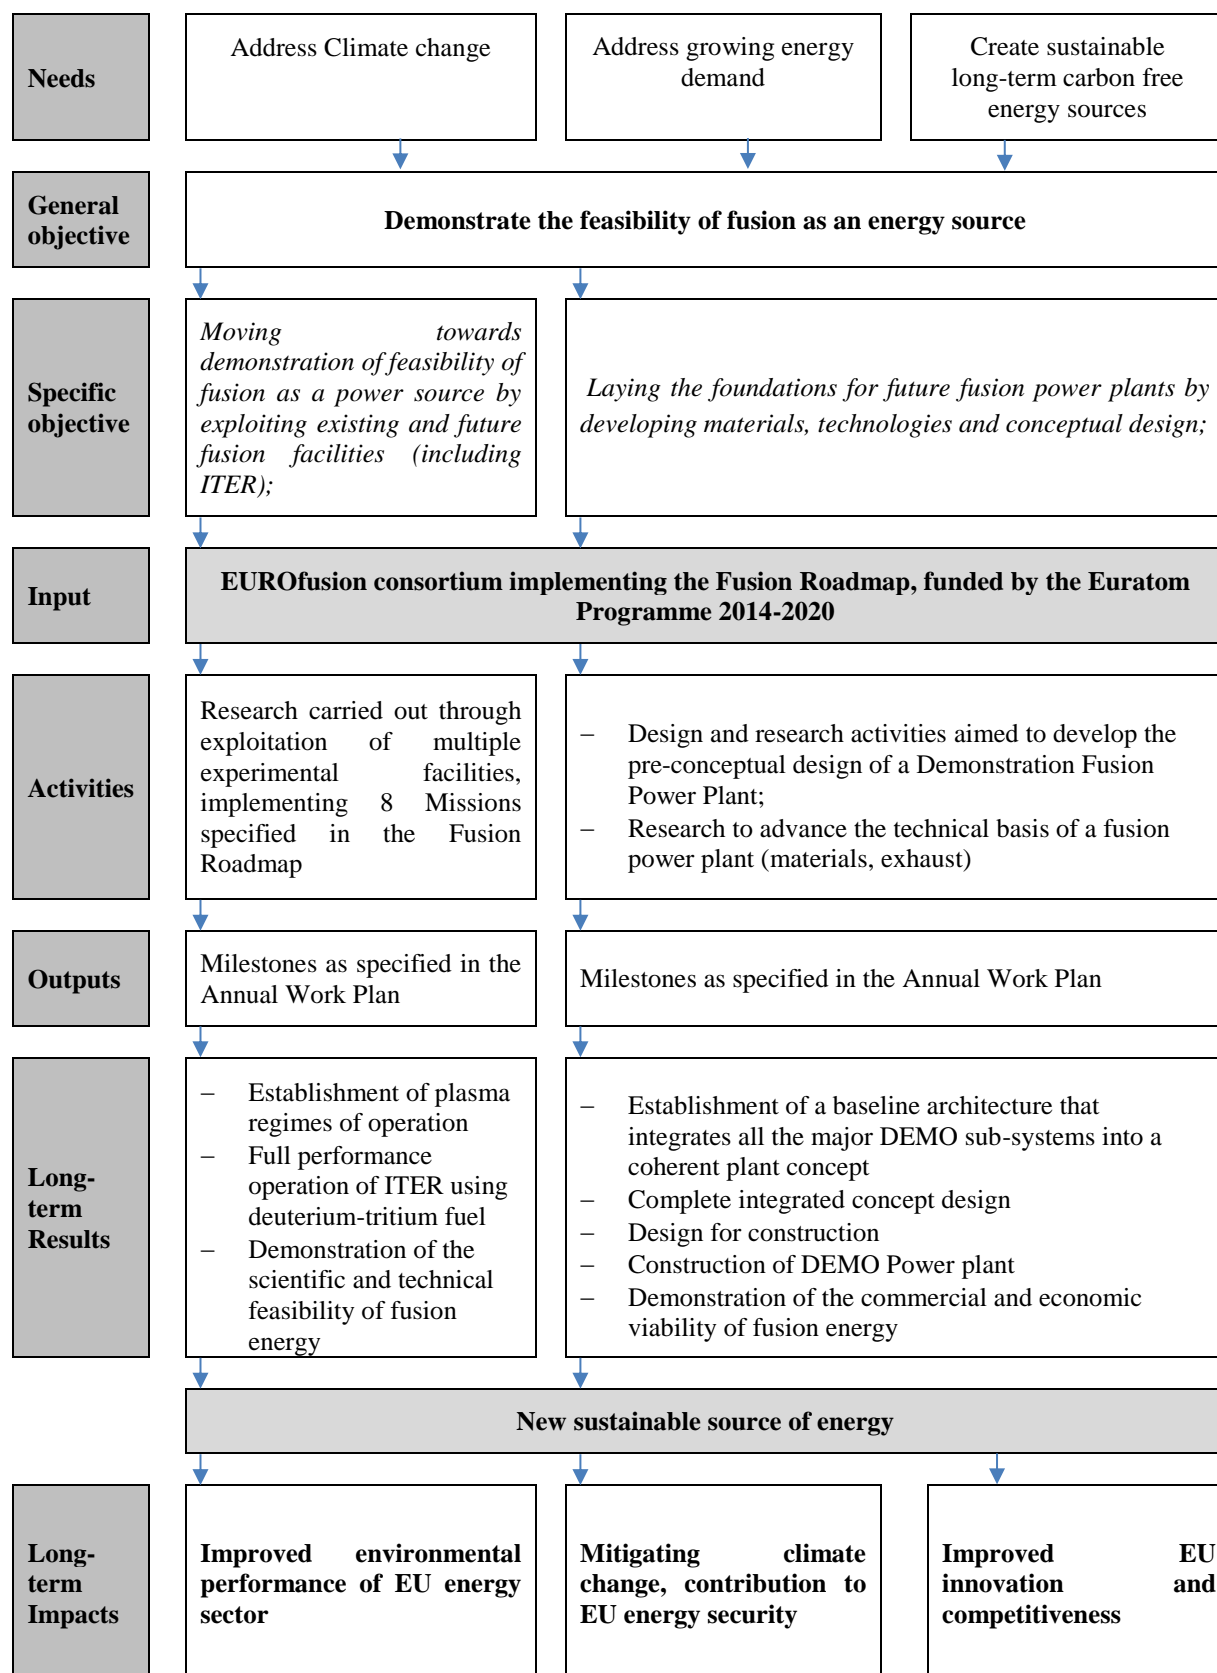 Needs
Address Climate change
Address growing energy
demand
Create sustainable
long-term carbon free
energy sources
General
objective
Demonstrate the feasibility of fusion as an energy source
Specific
objective
Moving towards
demonstration of feasibility of
fusion as a power source by
exploiting existing and future
fusion facilities (including
ITER);
Laying the foundations for future fusion power plants by
developing materials, technologies and conceptual design;
Input
EUROfusion consortium implementing the Fusion Roadmap, funded by the Euratom
Programme 2014-2020
Activities
Research carried out through
exploitation of multiple
experimental facilities,
implementing 8 Missions
specified in the Fusion
Roadmap
– Design and research activities aimed to develop the
pre-conceptual design of a Demonstration Fusion
Power Plant;
– Research to advance the technical basis of a fusion
power plant (materials, exhaust)
Outputs
Milestones as specified in the
Annual Work Plan
Milestones as specified in the Annual Work Plan
Long-
term
Results
– Establishment of plasma
regimes of operation
– Full performance
operation of ITER using
deuterium-tritium fuel
– Demonstration of the
scientific and technical
feasibility of fusion
energy
– Establishment of a baseline architecture that
integrates all the major DEMO sub-systems into a
coherent plant concept
– Complete integrated concept design
– Design for construction
– Construction of DEMO Power plant
– Demonstration of the commercial and economic
viability of fusion energy
New sustainable source of energy
Long-
term
Impacts
Improved environmental
performance of EU energy
sector
Mitigating climate
change, contribution to
EU energy security
Improved EU
innovation and
competitiveness